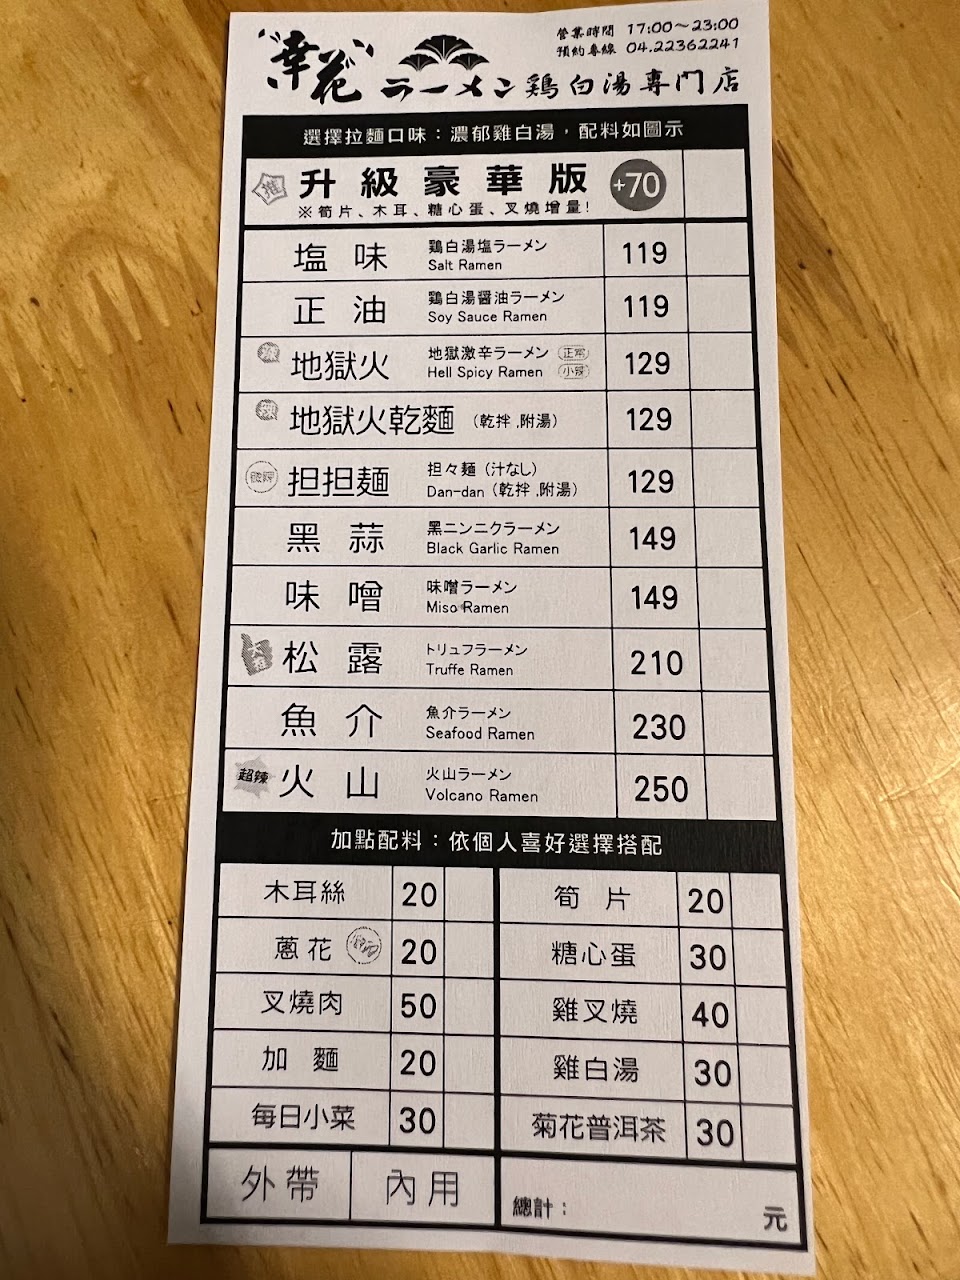 幸花 ラーメン 鶏白湯專門店
營業時間 17:00～23:00
預約專線 04.22362241
選擇拉麵口味：濃郁雞白湯，配料如圖示
推 升級豪華版 +70
※筍片、木耳、糖心蛋、叉燒增量!
塩味 鶏白湯塩ラーメン Salt Ramen 119
正油 鶏白湯醤油ラーメン Soy Sauce Ramen 119
辣 地獄火 地獄激辛ラーメン 正常 Hell Spicy Ramen 小辣 129
辣 地獄火乾麵 (乾拌,附湯) 129
担担麺 担々麺 (汁なし) Dan-dan (乾拌,附湯) 129
黑蒜 黒ニンニクラーメン Black Garlic Ramen 149
味噌 味噌ラーメン Miso Ramen 149
大推 松露 トリュフラーメン Truffe Ramen 210
魚介 魚介ラーメン Seafood Ramen 230
超辣 火山 火山ラーメン Volcano Ramen 250
加點配料：依個人喜好選擇搭配
木耳絲 20 筍片 20
蔥花 20 糖心蛋 30
叉燒肉 50 雞叉燒 40
加麵 20 雞白湯 30
每日小菜 30 菊花普洱茶 30
外帶 內用 總計： 元